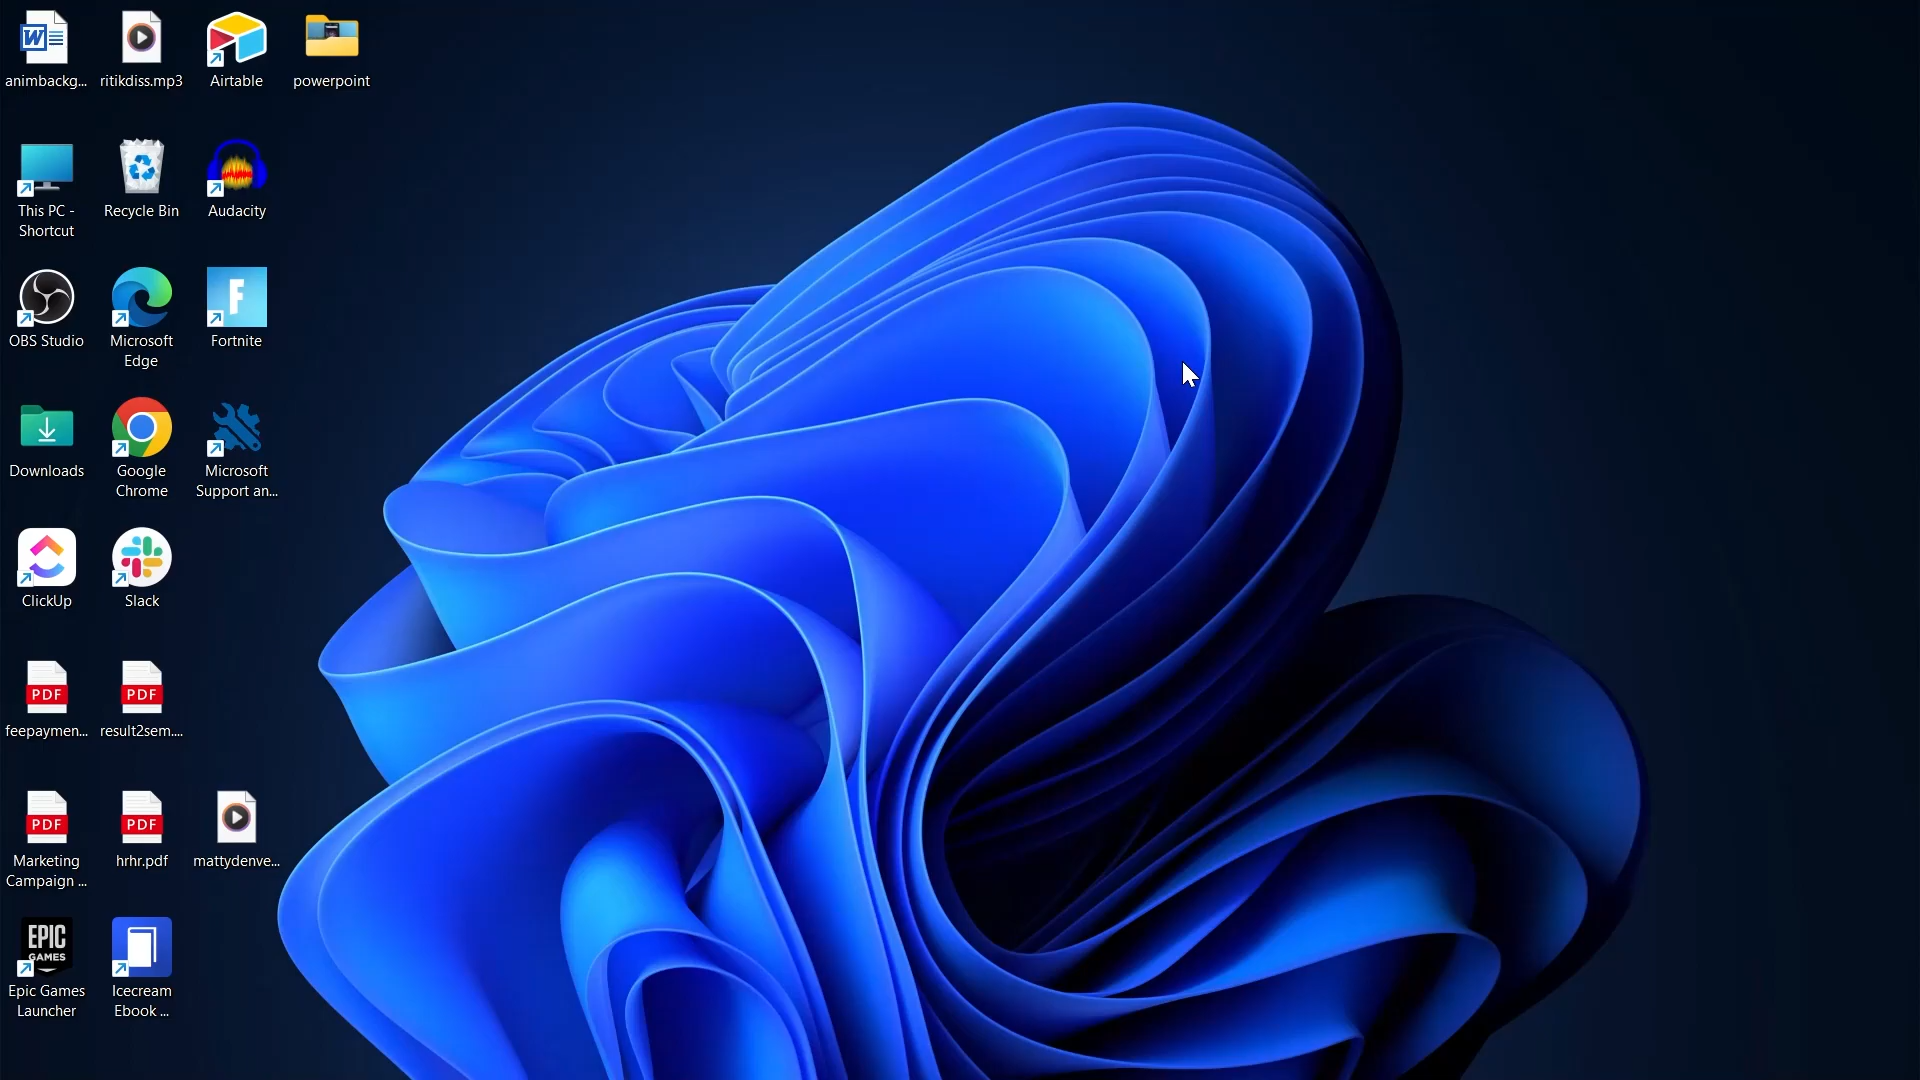 animbackg...
ritikdiss.mp3
Airtable
powerpoint
This PC -
Shortcut
Recycle Bin
Audacity
OBS Studio
Microsoft
Edge
F
Fortnite
Downloads
Google
Chrome
Microsoft
Support an...
ClickUp
Slack
PDF
feepaymen...
PDF
result2sem....
PDF
Marketing
Campaign ...
PDF
hrhr.pdf
mattydenve...
EPIC
GAMES
Epic Games
Launcher
Icecream
Ebook ...
W